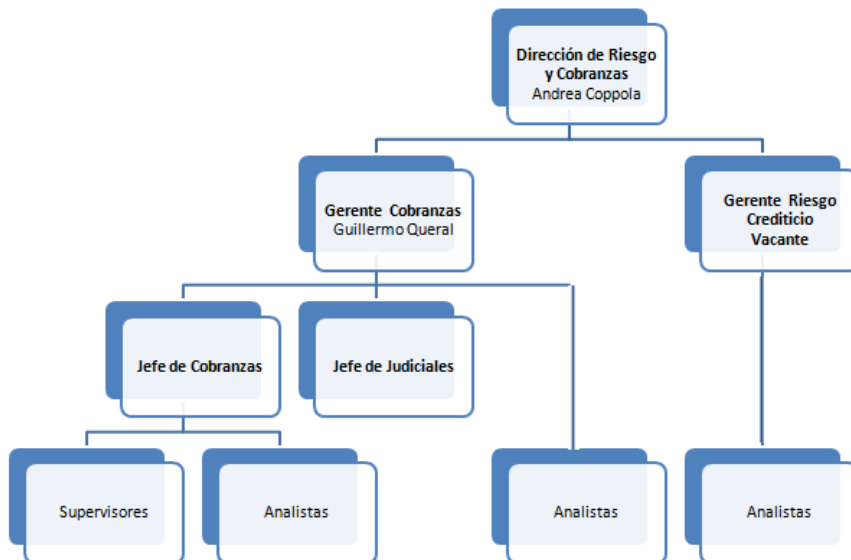 Dirección de Riesgo
y Cobranzas
Andrea Coppola
Gerente Cobranzas
Guillermo Queral
Gerente Riesgo
Crediticio
Vacante
Jefe de Cobranzas
Jefe de Judiciales
Supervisores
Analistas
Analistas
Analistas